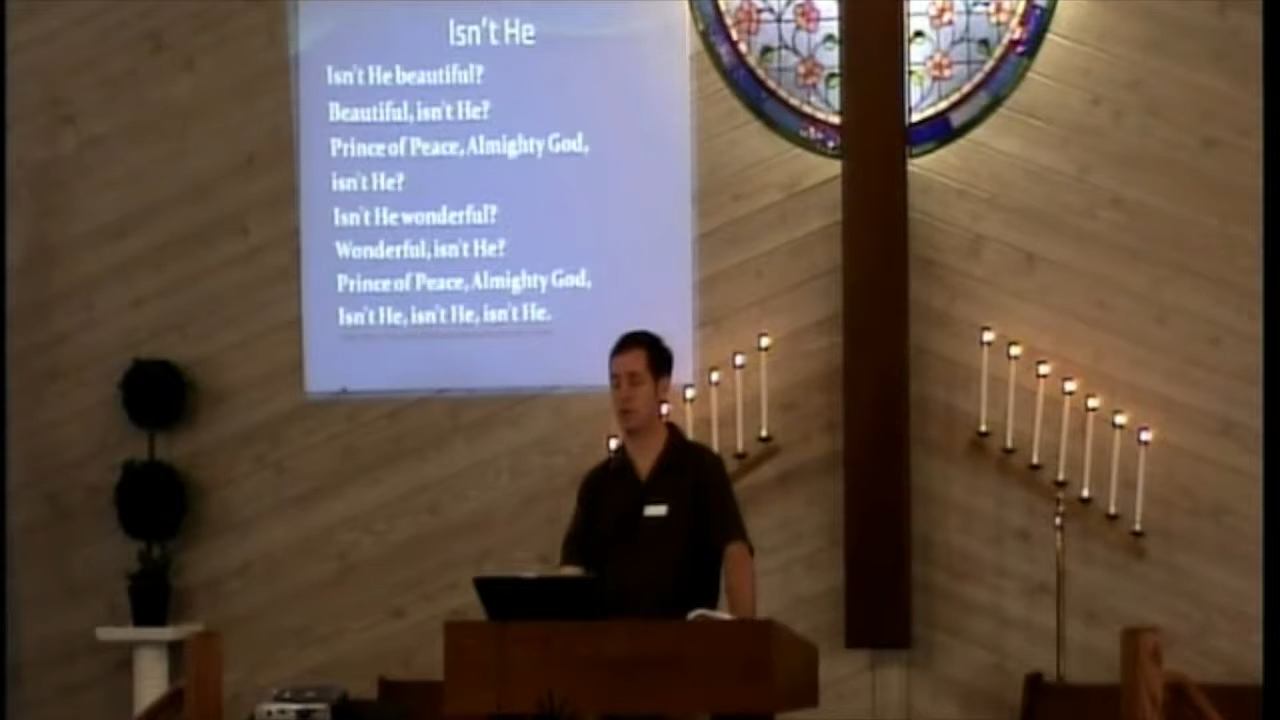 Isn't He
Isn't He beautiful?
Beautiful, isn't He?
Prince of Peace, Almighty God,
isn't He?
Isn't He wonderful?
Wonderful, isn't He?
Prince of Peace, Almighty God,
Isn't He, isn't He, isn't He.